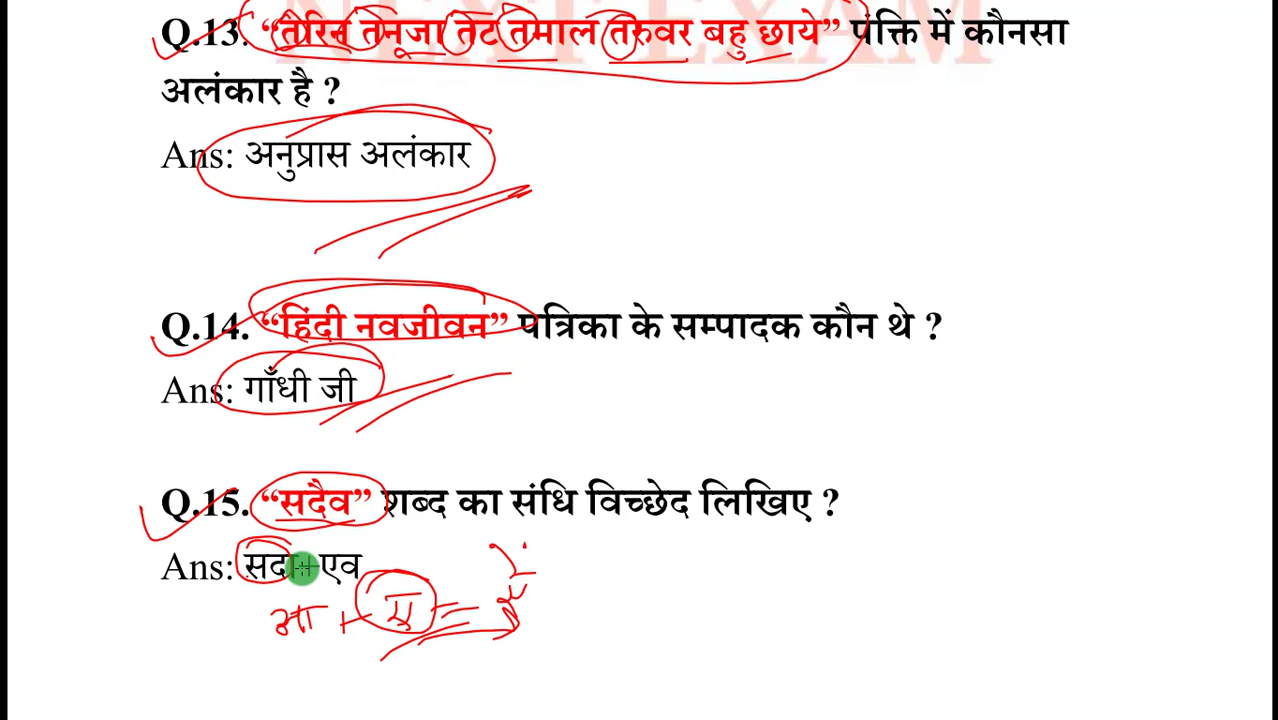 Q.13. “तरिन तनूजा तट तमाल तरुवर बहु छाये” पंक्ति में कौनसा
अलंकार है ?
Ans: अनुप्रास अलंकार
Q.14. “हिंदी नवजीवन” पत्रिका के सम्पादक कौन थे ?
Ans: गाँधी जी
Q.15. “सदैव” शब्द का संधि विच्छेद लिखिए ?
Ans: सदा+एव
आ + ए = ऐ